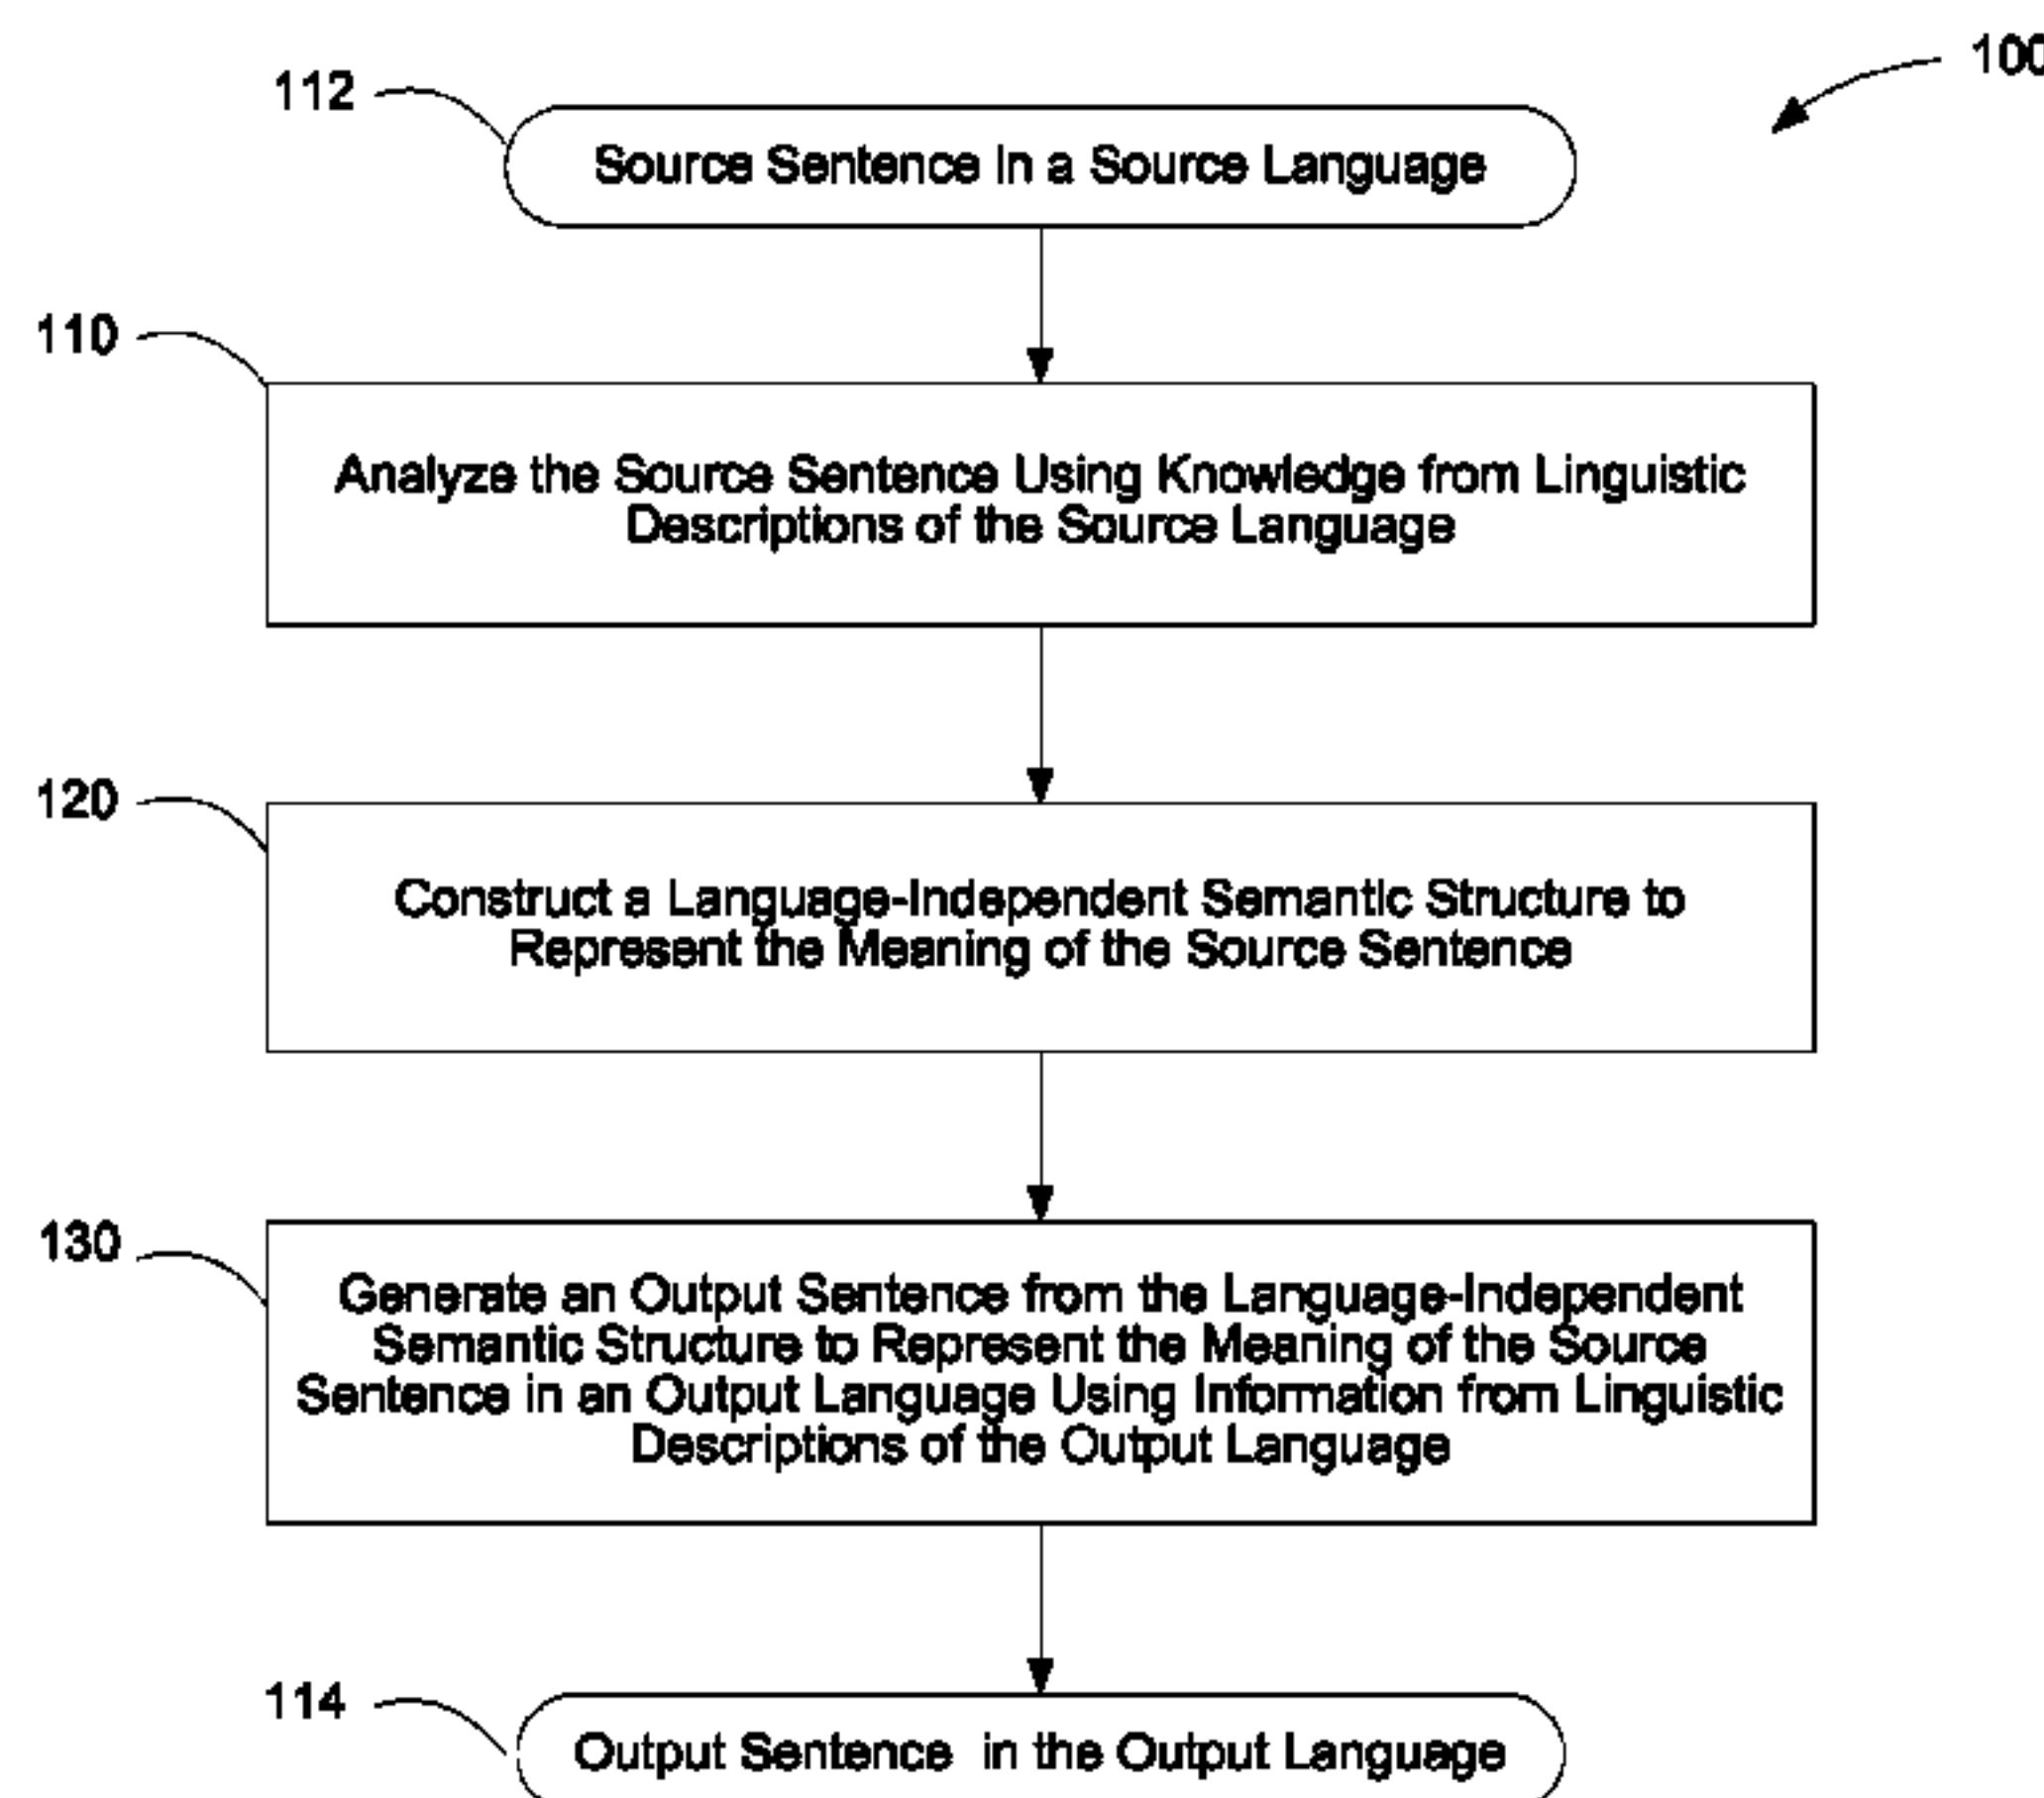 100
112
Source Sentence in a Source Language
110
Analyze the Source Sentence Using Knowledge from Linguistic
Descriptions of the Source Language
120
Construct a Language-Independent Semantic Structure to
Represent the Meaning of the Source Sentence
130
Generate an Output Sentence from the Language-Independent
Semantic Structure to Represent the Meaning of the Source
Sentence in an Output Language Using Information from Linguistic
Descriptions of the Output Language
114
Output Sentence in the Output Language